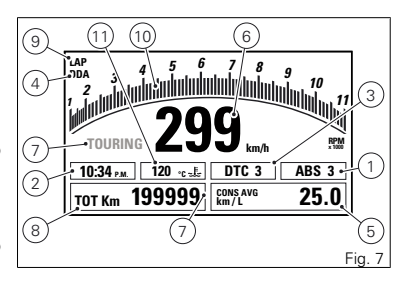 9 11 10 6
LAP
DDA
4
1 2 3 4 5 6 7 8 9 10 11
3
299 km/h
RPM
x 1000
7 TOURING
2 10:34 P.M. 120 °C DTC 3 ABS 3 1
8 TOT Km 199999 7 CONS AVG
km / L 25.0 5
Fig. 7